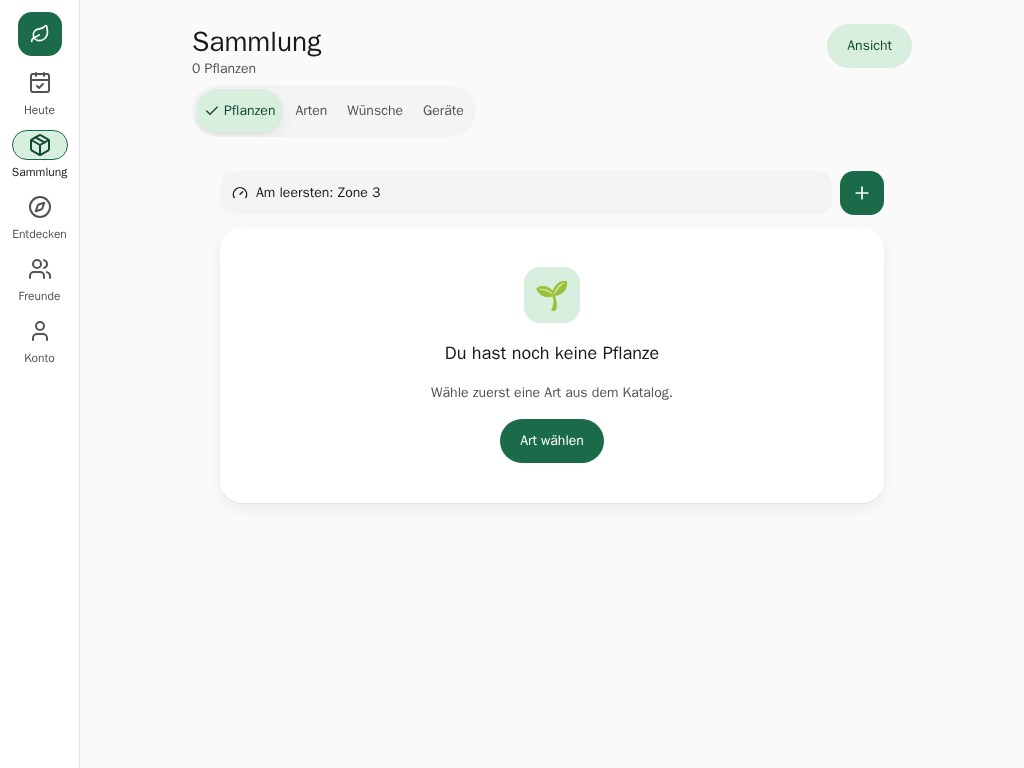 Sammlung
0 Pflanzen
Ansicht
Pflanzen
Arten
Wünsche
Geräte
Heute
Sammlung
Entdecken
Freunde
Konto
Am leersten: Zone 3
Du hast noch keine Pflanze
Wähle zuerst eine Art aus dem Katalog.
Art wählen